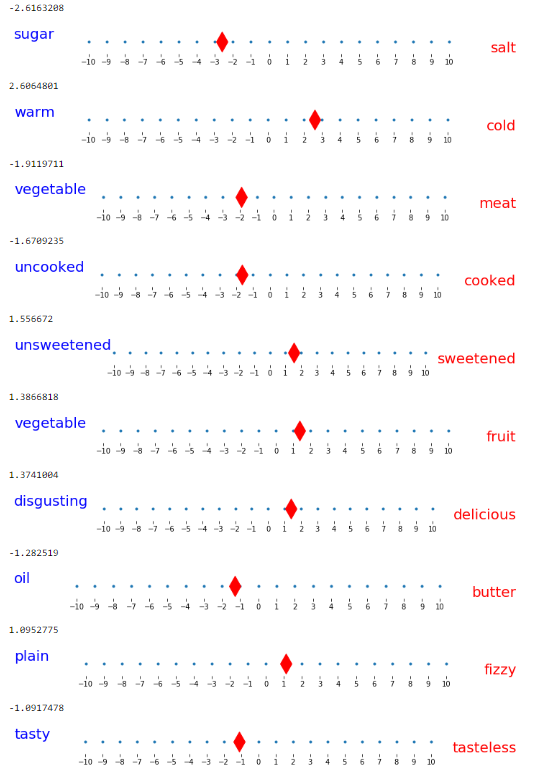 -2.6163208
sugar
salt
−10 −9 −8 −7 −6 −5 −4 −3 −2 −1 0 1 2 3 4 5 6 7 8 9 10
2.6064801
warm
cold
−10 −9 −8 −7 −6 −5 −4 −3 −2 −1 0 1 2 3 4 5 6 7 8 9 10
-1.9119711
vegetable
meat
−10 −9 −8 −7 −6 −5 −4 −3 −2 −1 0 1 2 3 4 5 6 7 8 9 10
-1.6709235
uncooked
cooked
−10 −9 −8 −7 −6 −5 −4 −3 −2 −1 0 1 2 3 4 5 6 7 8 9 10
1.556672
unsweetened
sweetened
−10 −9 −8 −7 −6 −5 −4 −3 −2 −1 0 1 2 3 4 5 6 7 8 9 10
1.3866818
vegetable
fruit
−10 −9 −8 −7 −6 −5 −4 −3 −2 −1 0 1 2 3 4 5 6 7 8 9 10
1.3741004
disgusting
delicious
−10 −9 −8 −7 −6 −5 −4 −3 −2 −1 0 1 2 3 4 5 6 7 8 9 10
-1.282519
oil
butter
−10 −9 −8 −7 −6 −5 −4 −3 −2 −1 0 1 2 3 4 5 6 7 8 9 10
1.0952775
plain
fizzy
−10 −9 −8 −7 −6 −5 −4 −3 −2 −1 0 1 2 3 4 5 6 7 8 9 10
-1.0917478
tasty
tasteless
−10 −9 −8 −7 −6 −5 −4 −3 −2 −1 0 1 2 3 4 5 6 7 8 9 10